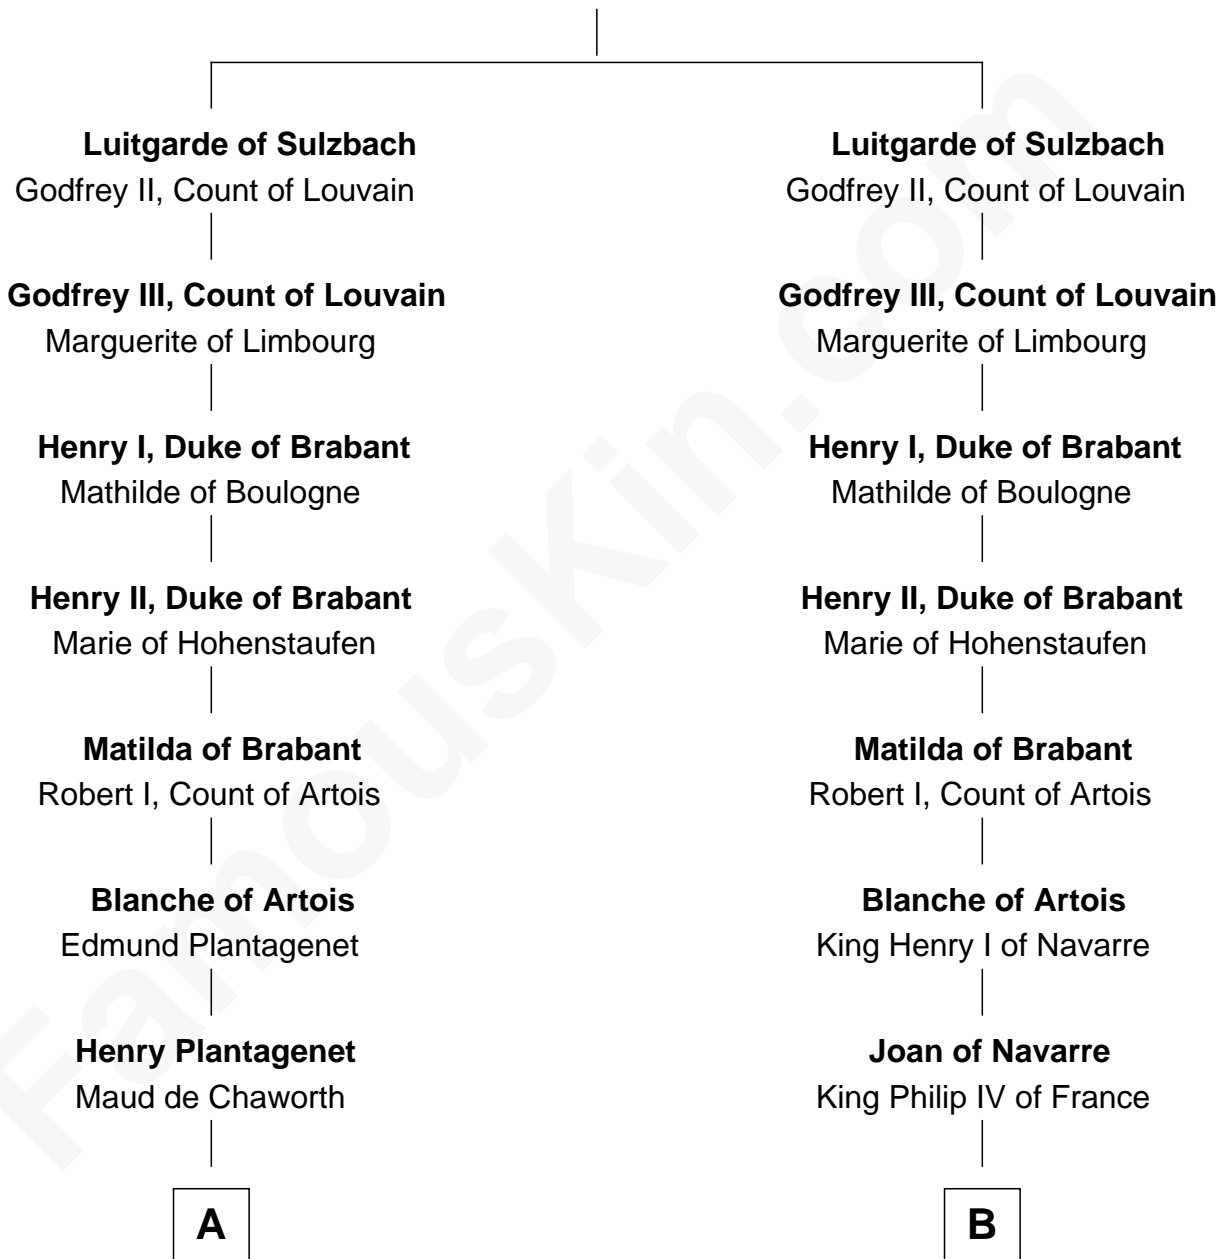 Luitgarde of Sulzbach
Godfrey II, Count of Louvain
Godfrey III, Count of Louvain
Marguerite of Limbourg
Henry I, Duke of Brabant
Mathilde of Boulogne
Henry II, Duke of Brabant
Marie of Hohenstaufen
Matilda of Brabant
Robert I, Count of Artois
Blanche of Artois
Edmund Plantagenet
Henry Plantagenet
Maud de Chaworth
A
Luitgarde of Sulzbach
Godfrey II, Count of Louvain
Godfrey III, Count of Louvain
Marguerite of Limbourg
Henry I, Duke of Brabant
Mathilde of Boulogne
Henry II, Duke of Brabant
Marie of Hohenstaufen
Matilda of Brabant
Robert I, Count of Artois
Blanche of Artois
King Henry I of Navarre
Joan of Navarre
King Philip IV of France
B
FamousKin.com